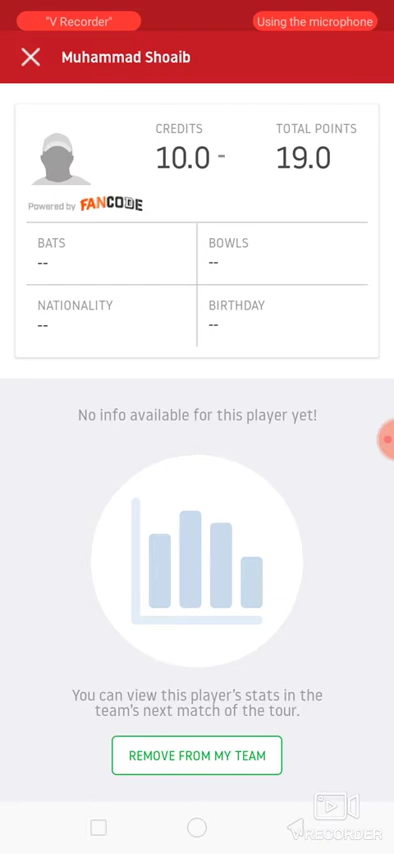 "V Recorder"
Using the microphone
Muhammad Shoaib
CREDITS
TOTAL POINTS
10.0 -
19.0
Powered by FANCODE
BATS
BOWLS
--
--
NATIONALITY
BIRTHDAY
--
--
No info available for this player yet!
You can view this player's stats in the
team's next match of the tour.
REMOVE FROM MY TEAM
V RECORDER